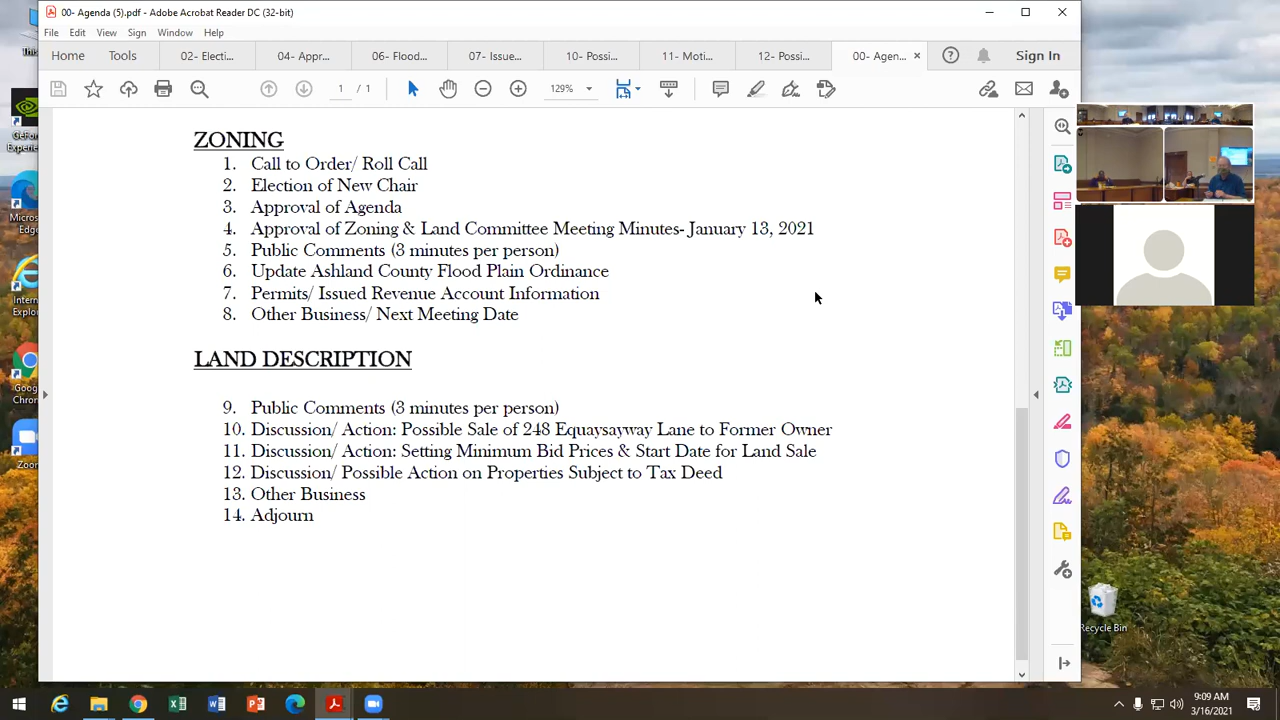 00- Agenda (5).pdf - Adobe Acrobat Reader DC (32-bit)
File Edit View Sign Window Help
Home Tools 02- Electi... 04- Appr... 06- Flood... 07- Issue... 10- Possi... 11- Moti... 12- Possi... 00- Agen... Sign In
1 / 1 129%
ZONING
1. Call to Order/ Roll Call
2. Election of New Chair
3. Approval of Agenda
4. Approval of Zoning & Land Committee Meeting Minutes- January 13, 2021
5. Public Comments (3 minutes per person)
6. Update Ashland County Flood Plain Ordinance
7. Permits/ Issued Revenue Account Information
8. Other Business/ Next Meeting Date
LAND DESCRIPTION
9. Public Comments (3 minutes per person)
10. Discussion/ Action: Possible Sale of 248 Equaysayway Lane to Former Owner
11. Discussion/ Action: Setting Minimum Bid Prices & Start Date for Land Sale
12. Discussion/ Possible Action on Properties Subject to Tax Deed
13. Other Business
14. Adjourn
Recycle Bin
9:09 AM
3/16/2021